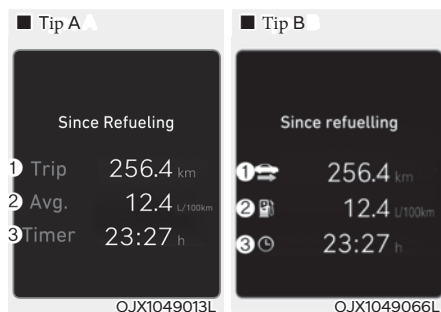 ■ Tip A
Since Refueling
1 Trip 256.4 km
2 Avg. 12.4 L/100km
3 Timer 23:27 h
OJX1049013L
■ Tip B
Since refuelling
1 256.4 km
2 12.4 L/100km
3 23:27 h
OJX1049066L